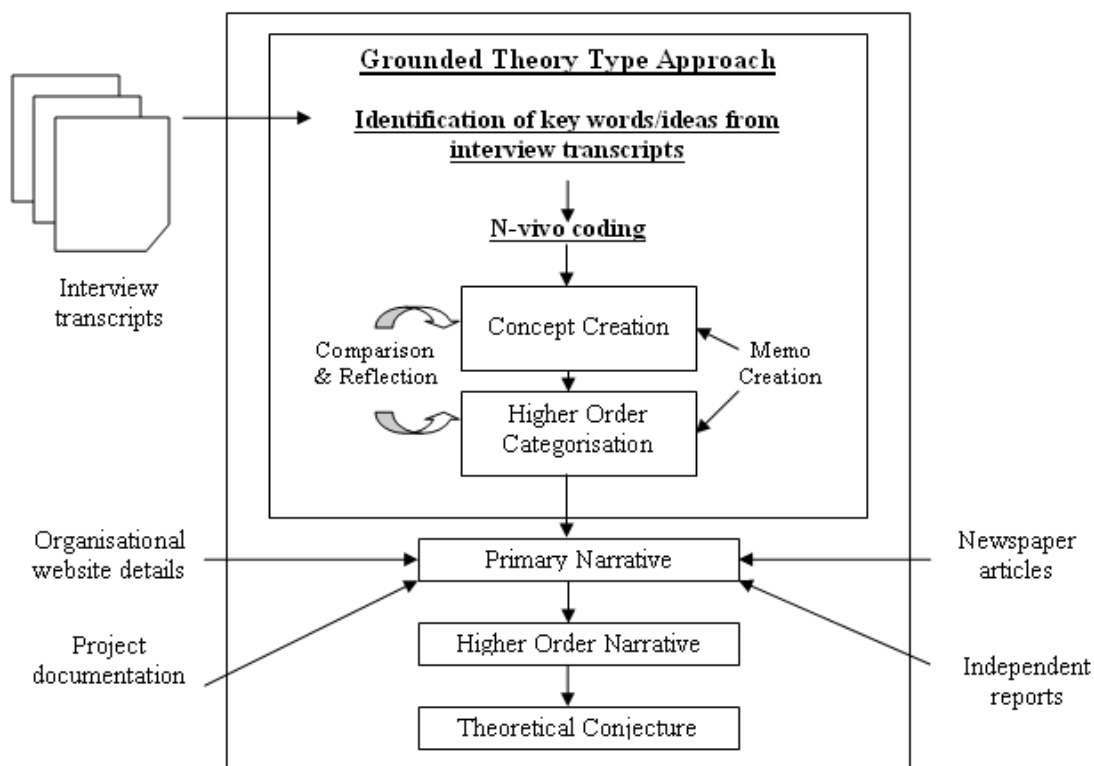 Grounded Theory Type Approach
Identification of key words/ideas from
interview transcripts
N-vivo coding
Interview
transcripts
Concept Creation
Comparison
& Reflection
Memo
Creation
Higher Order
Categorisation
Organisational
website details
Primary Narrative
Newspaper
articles
Project
documentation
Higher Order Narrative
Independent
reports
Theoretical Conjecture